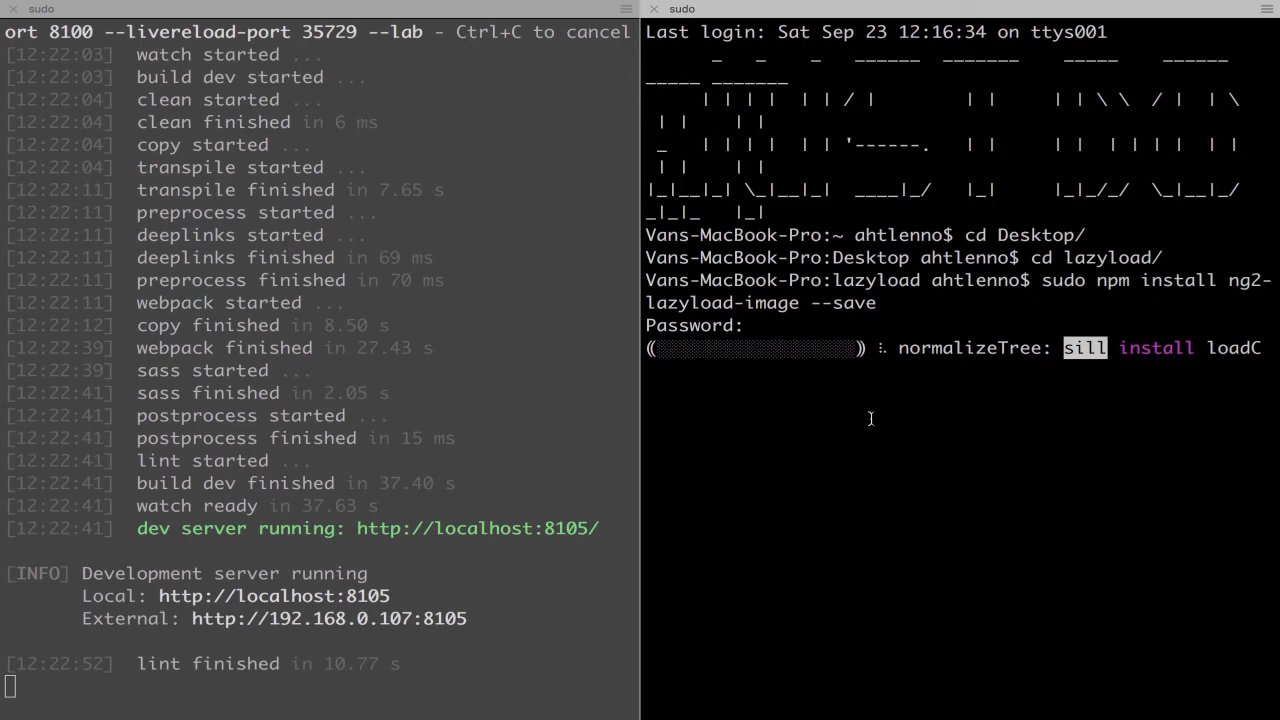 sudo
ort 8100 --livereload-port 35729 --lab - Ctrl+C to cancel
[12:22:03] watch started ...
[12:22:03] build dev started ...
[12:22:04] clean started ...
[12:22:04] clean finished in 6 ms
[12:22:04] copy started ...
[12:22:04] transpile started ...
[12:22:11] transpile finished in 7.65 s
[12:22:11] preprocess started ...
[12:22:11] deeplinks started ...
[12:22:11] deeplinks finished in 69 ms
[12:22:11] preprocess finished in 70 ms
[12:22:11] webpack started ...
[12:22:12] copy finished in 8.50 s
[12:22:39] webpack finished in 27.43 s
[12:22:39] sass started ...
[12:22:41] sass finished in 2.05 s
[12:22:41] postprocess started ...
[12:22:41] postprocess finished in 15 ms
[12:22:41] lint started ...
[12:22:41] build dev finished in 37.40 s
[12:22:41] watch ready in 37.63 s
[12:22:41] dev server running: http://localhost:8105/
[INFO] Development server running
Local: http://localhost:8105
External: http://192.168.0.107:8105
[12:22:52] lint finished in 10.77 s
sudo
Last login: Sat Sep 23 12:16:34 on ttys001
Vans-MacBook-Pro:~ ahtlenno$ cd Desktop/
Vans-MacBook-Pro:Desktop ahtlenno$ cd lazyload/
Vans-MacBook-Pro:lazyload ahtlenno$ sudo npm install ng2-
lazyload-image --save
Password:
normalizeTree: sill install loadC